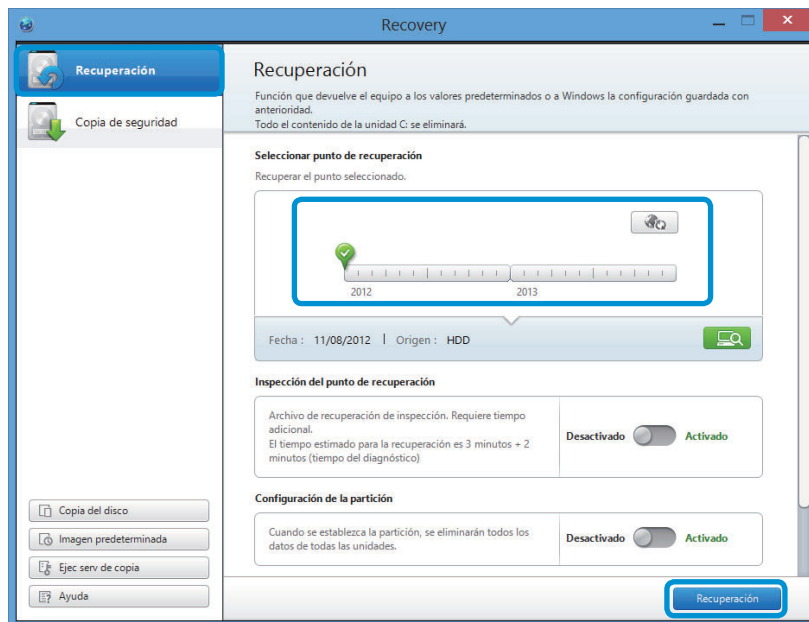 Recovery
Recuperación
Copia de seguridad
Copia del disco
Imagen predeterminada
Ejec serv de copia
Ayuda
Recuperación
Función que devuelve el equipo a los valores predeterminados o a Windows la configuración guardada con
anterioridad.
Todo el contenido de la unidad C: se eliminará.
Seleccionar punto de recuperación
Recuperar el punto seleccionado.
2012 2013
Fecha : 11/08/2012 | Origen : HDD
Inspección del punto de recuperación
Archivo de recuperación de inspección. Requiere tiempo
adicional.
El tiempo estimado para la recuperación es 3 minutos + 2
minutos (tiempo del diagnóstico)
Desactivado Activado
Configuración de la partición
Cuando se establezca la partición, se eliminarán todos los
datos de todas las unidades.
Desactivado Activado
Recuperación